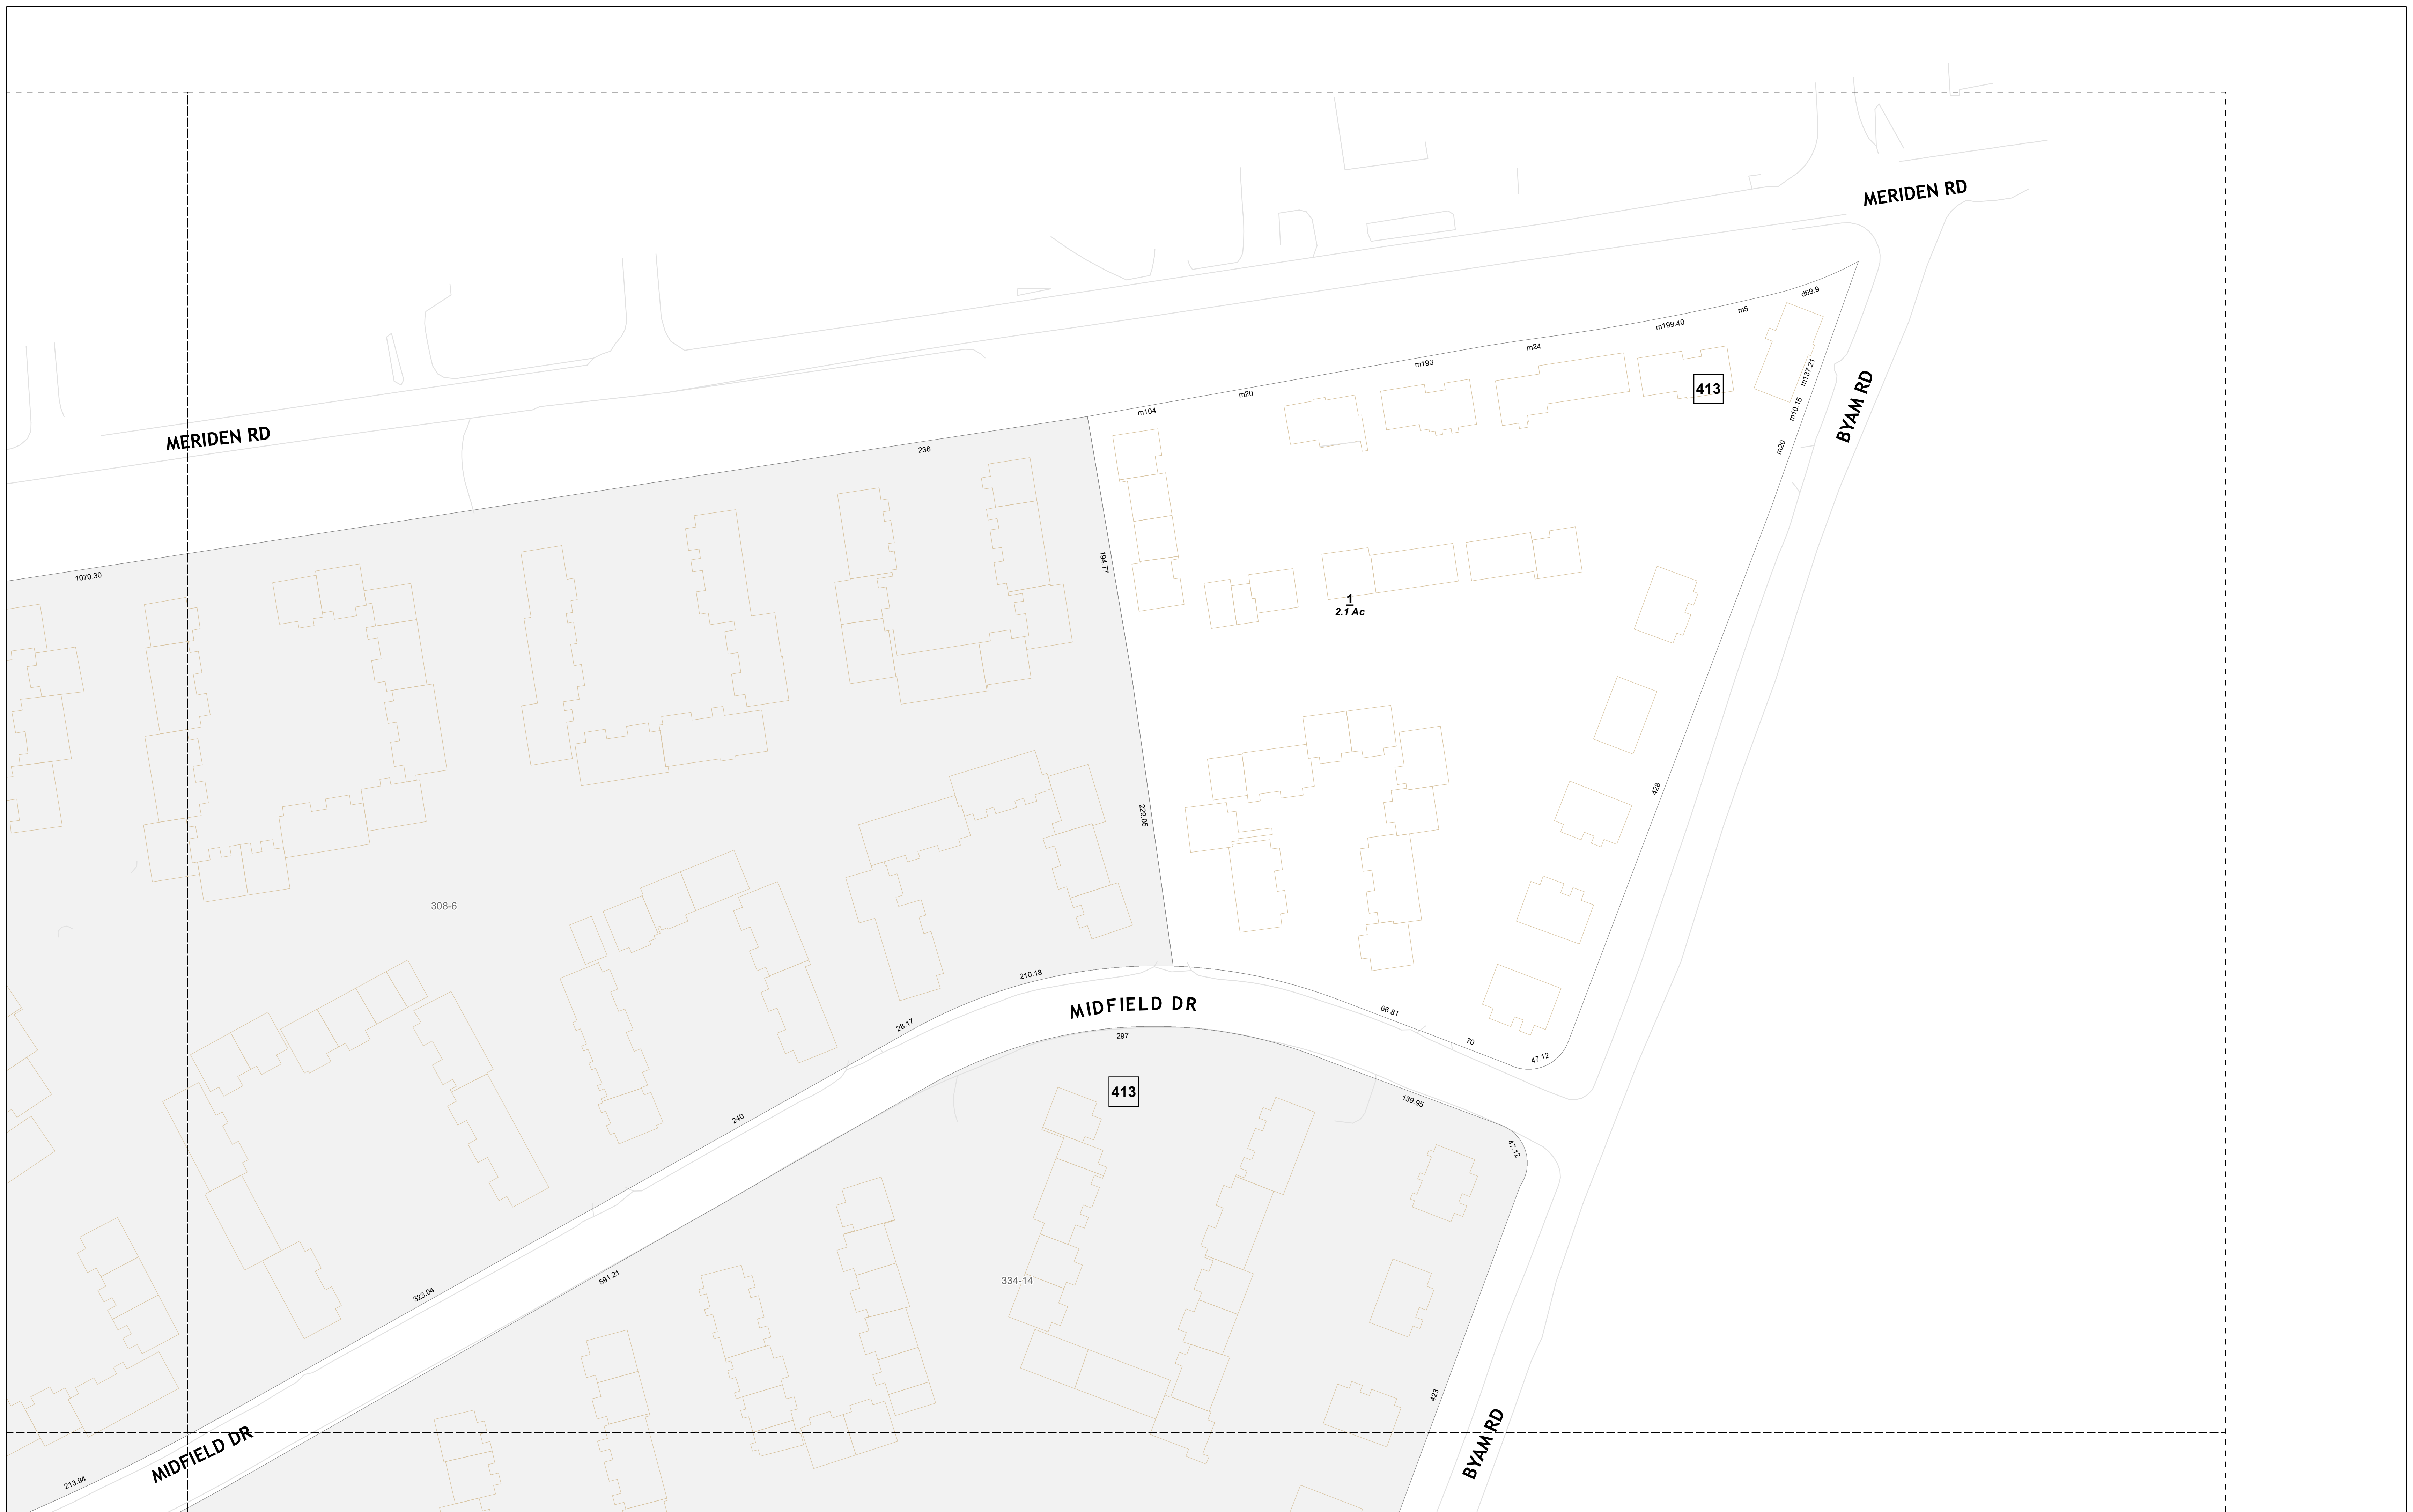 MERIDEN RD
d69.9
m5
m199.40
m24
m193
m137.21
413
m20
m10.15
BYAM RD
m104
MERIDEN RD
238
m20
194.77
1070.30
1
2.1 Ac
428
229.05
308-6
210.18
MIDFIELD DR
66.81
28.17
297
70
47.12
413
139.95
240
47.12
591.21
334-14
323.04
423
MIDFIELD DR
BYAM RD
213.94